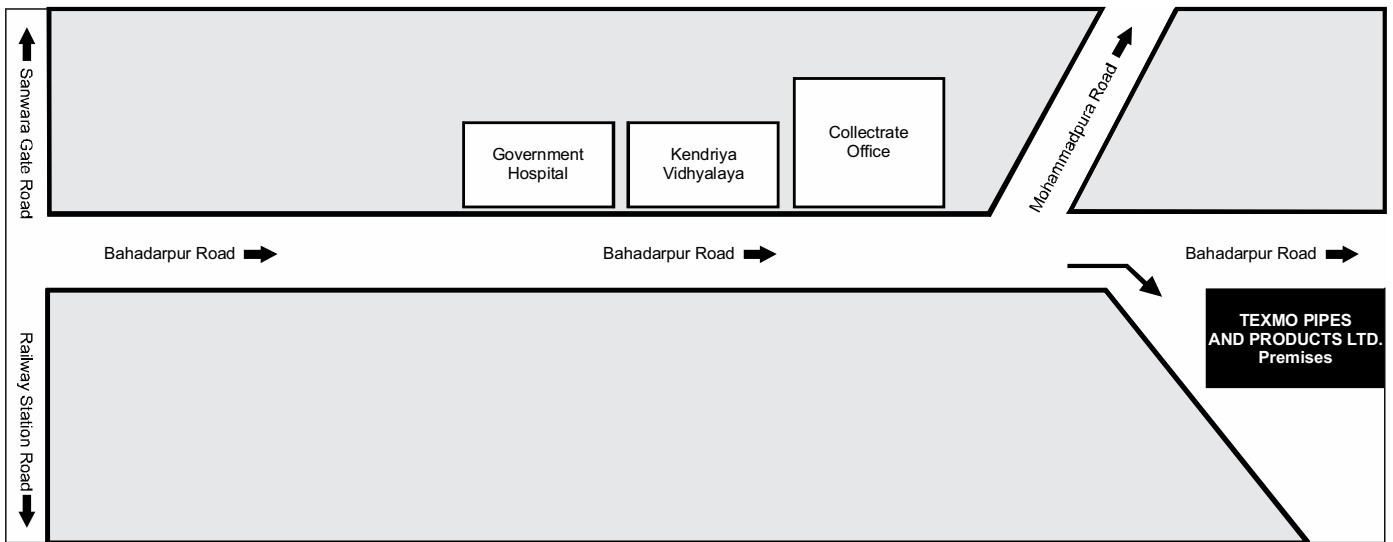 Sanwara Gate Road
Government
Hospital
Kendriya
Vidhyalaya
Collectrate
Office
Mohammadpura Road
Bahadarpur Road
Bahadarpur Road
Bahadarpur Road
Railway Station Road
TEXMO PIPES
AND PRODUCTS LTD.
Premises